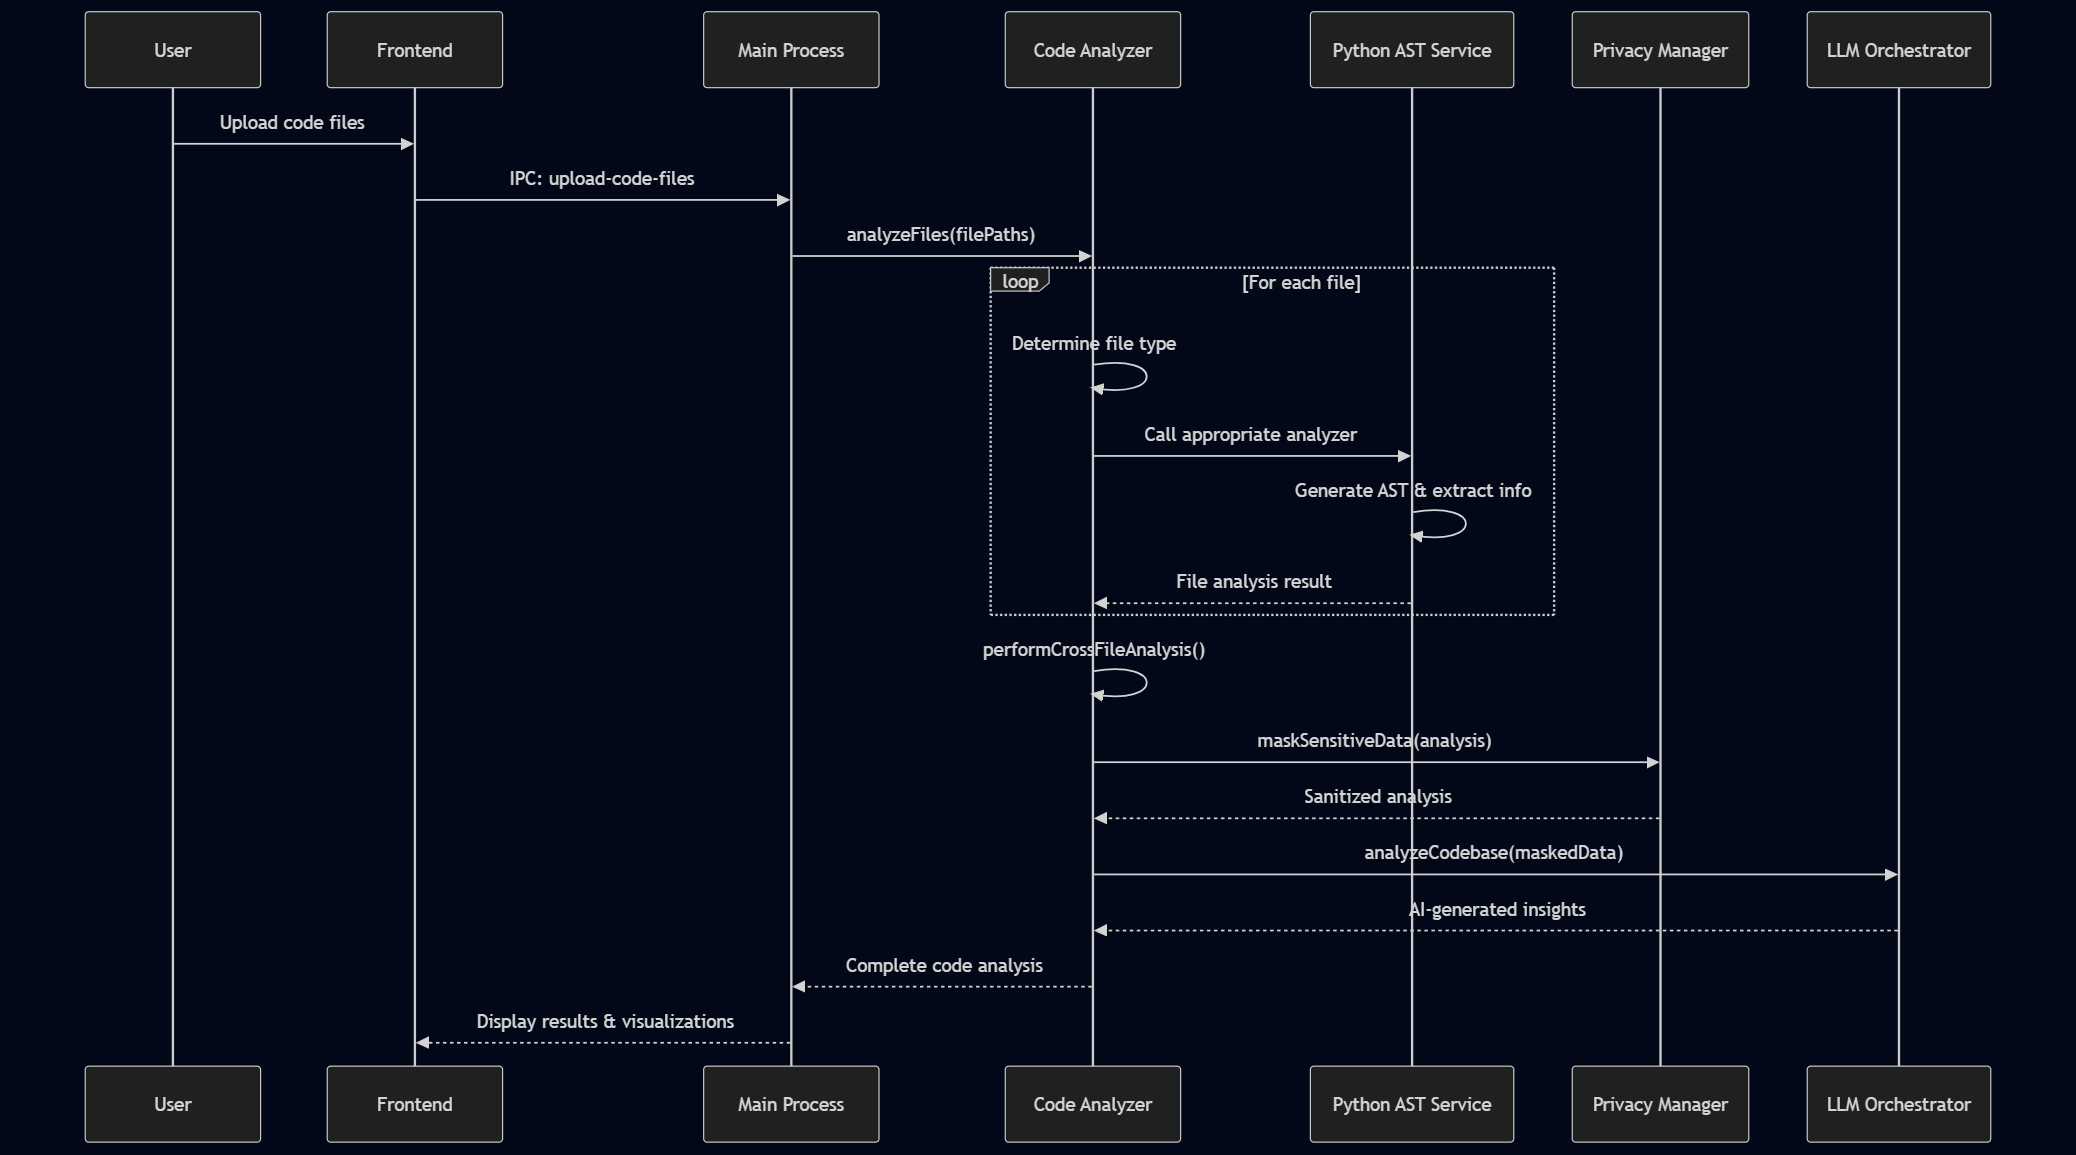 User
Frontend
Main Process
Code Analyzer
Python AST Service
Privacy Manager
LLM Orchestrator
Upload code files
IPC: upload-code-files
analyzeFiles(filePaths)
loop
[For each file]
Determine file type
Call appropriate analyzer
Generate AST & extract info
File analysis result
performCrossFileAnalysis()
maskSensitiveData(analysis)
Sanitized analysis
analyzeCodebase(maskedData)
AI-generated insights
Complete code analysis
Display results & visualizations
User
Frontend
Main Process
Code Analyzer
Python AST Service
Privacy Manager
LLM Orchestrator